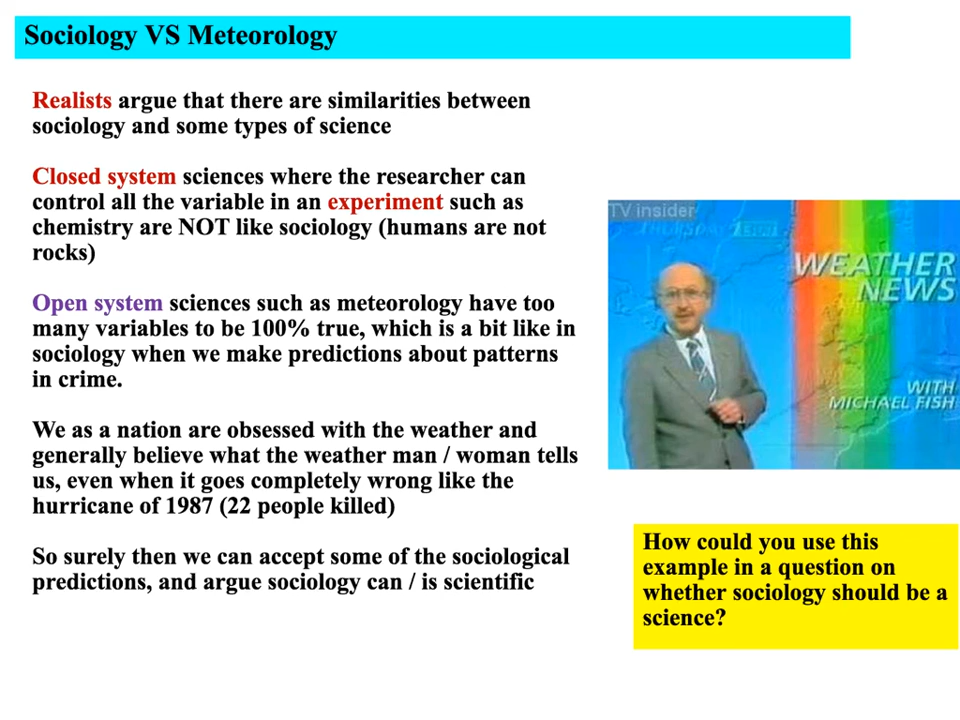 Sociology VS Meteorology
Realists argue that there are similarities between
sociology and some types of science
Closed system sciences where the researcher can
control all the variable in an experiment such as
chemistry are NOT like sociology (humans are not
rocks)
Open system sciences such as meteorology have too
many variables to be 100% true, which is a bit like in
sociology when we make predictions about patterns
in crime.
We as a nation are obsessed with the weather and
generally believe what the weather man / woman tells
us, even when it goes completely wrong like the
hurricane of 1987 (22 people killed)
So surely then we can accept some of the sociological
predictions, and argue sociology can / is scientific
TV insider
THURSDAY
WEATHER
NEWS
WITH
MICHAEL FISH
How could you use this
example in a question on
whether sociology should be a
science?